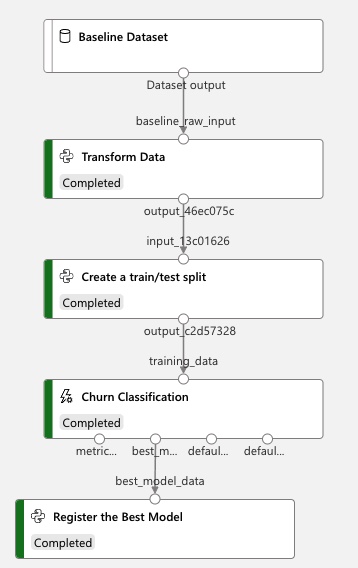 Baseline Dataset
Dataset output
baseline_raw_input
Transform Data
Completed
output_46ec075c
input_13c01626
Create a train/test split
Completed
output_c2d57328
training_data
Churn Classification
Completed
metric... best_m... defaul... defaul...
best_model_data
Register the Best Model
Completed